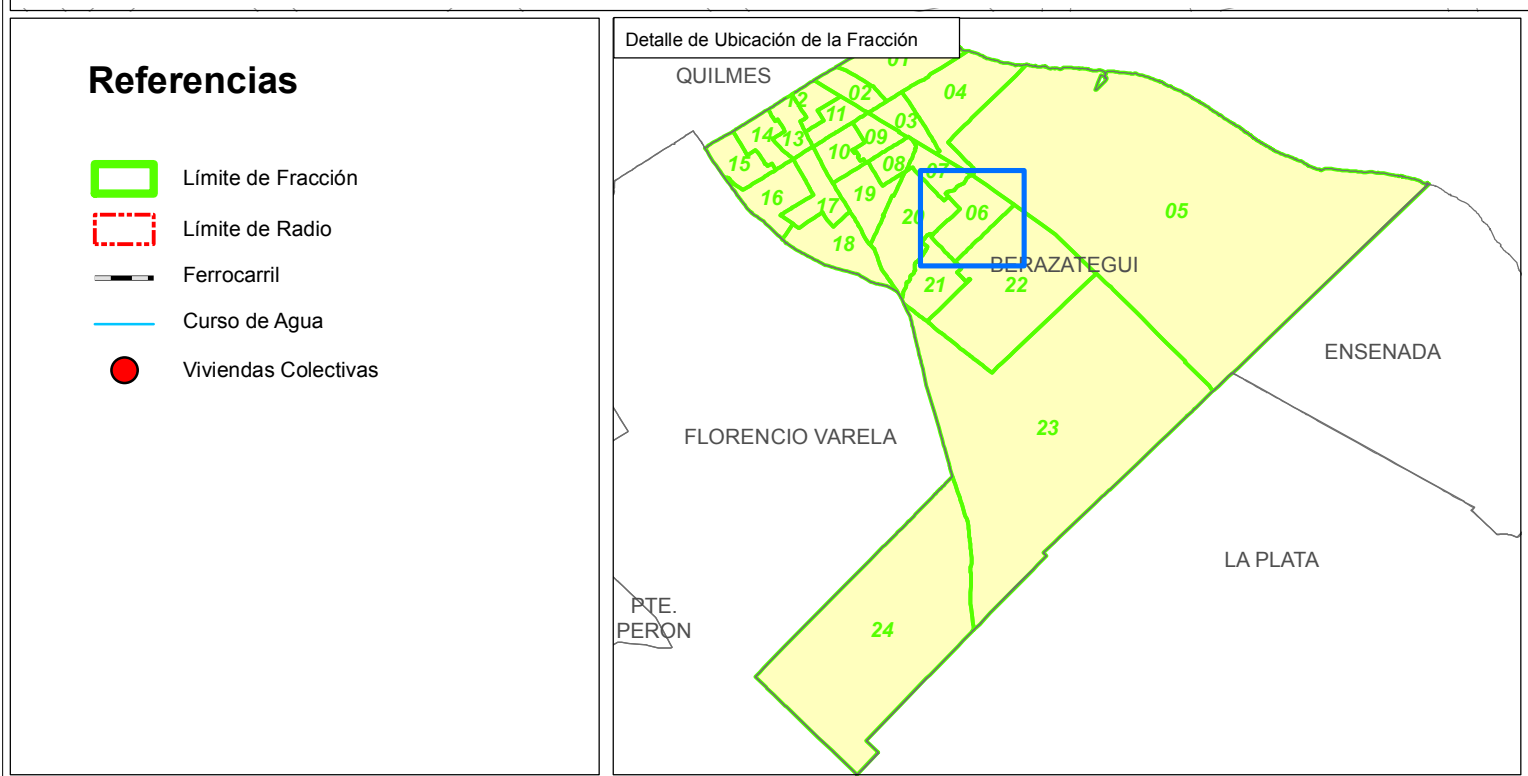 Referencias
Límite de Fracción
Límite de Radio
Ferrocarril
Curso de Agua
Viviendas Colectivas
Detalle de Ubicación de la Fracción
QUILMES
01
02
04
12
11
03
14
13
09
10
08
15
07
16
19
17
20
06
05
18
BERAZATEGUI
21
22
ENSENADA
FLORENCIO VARELA
23
LA PLATA
PTE.
PERON
24